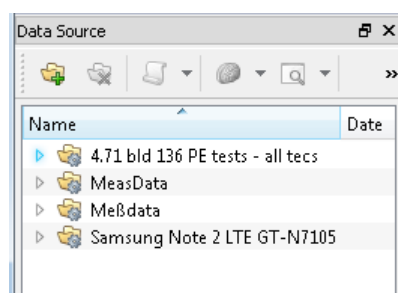 Data Source
»
Name Date
4.71 bld 136 PE tests - all tecs
MeasData
Meßdata
Samsung Note 2 LTE GT-N7105